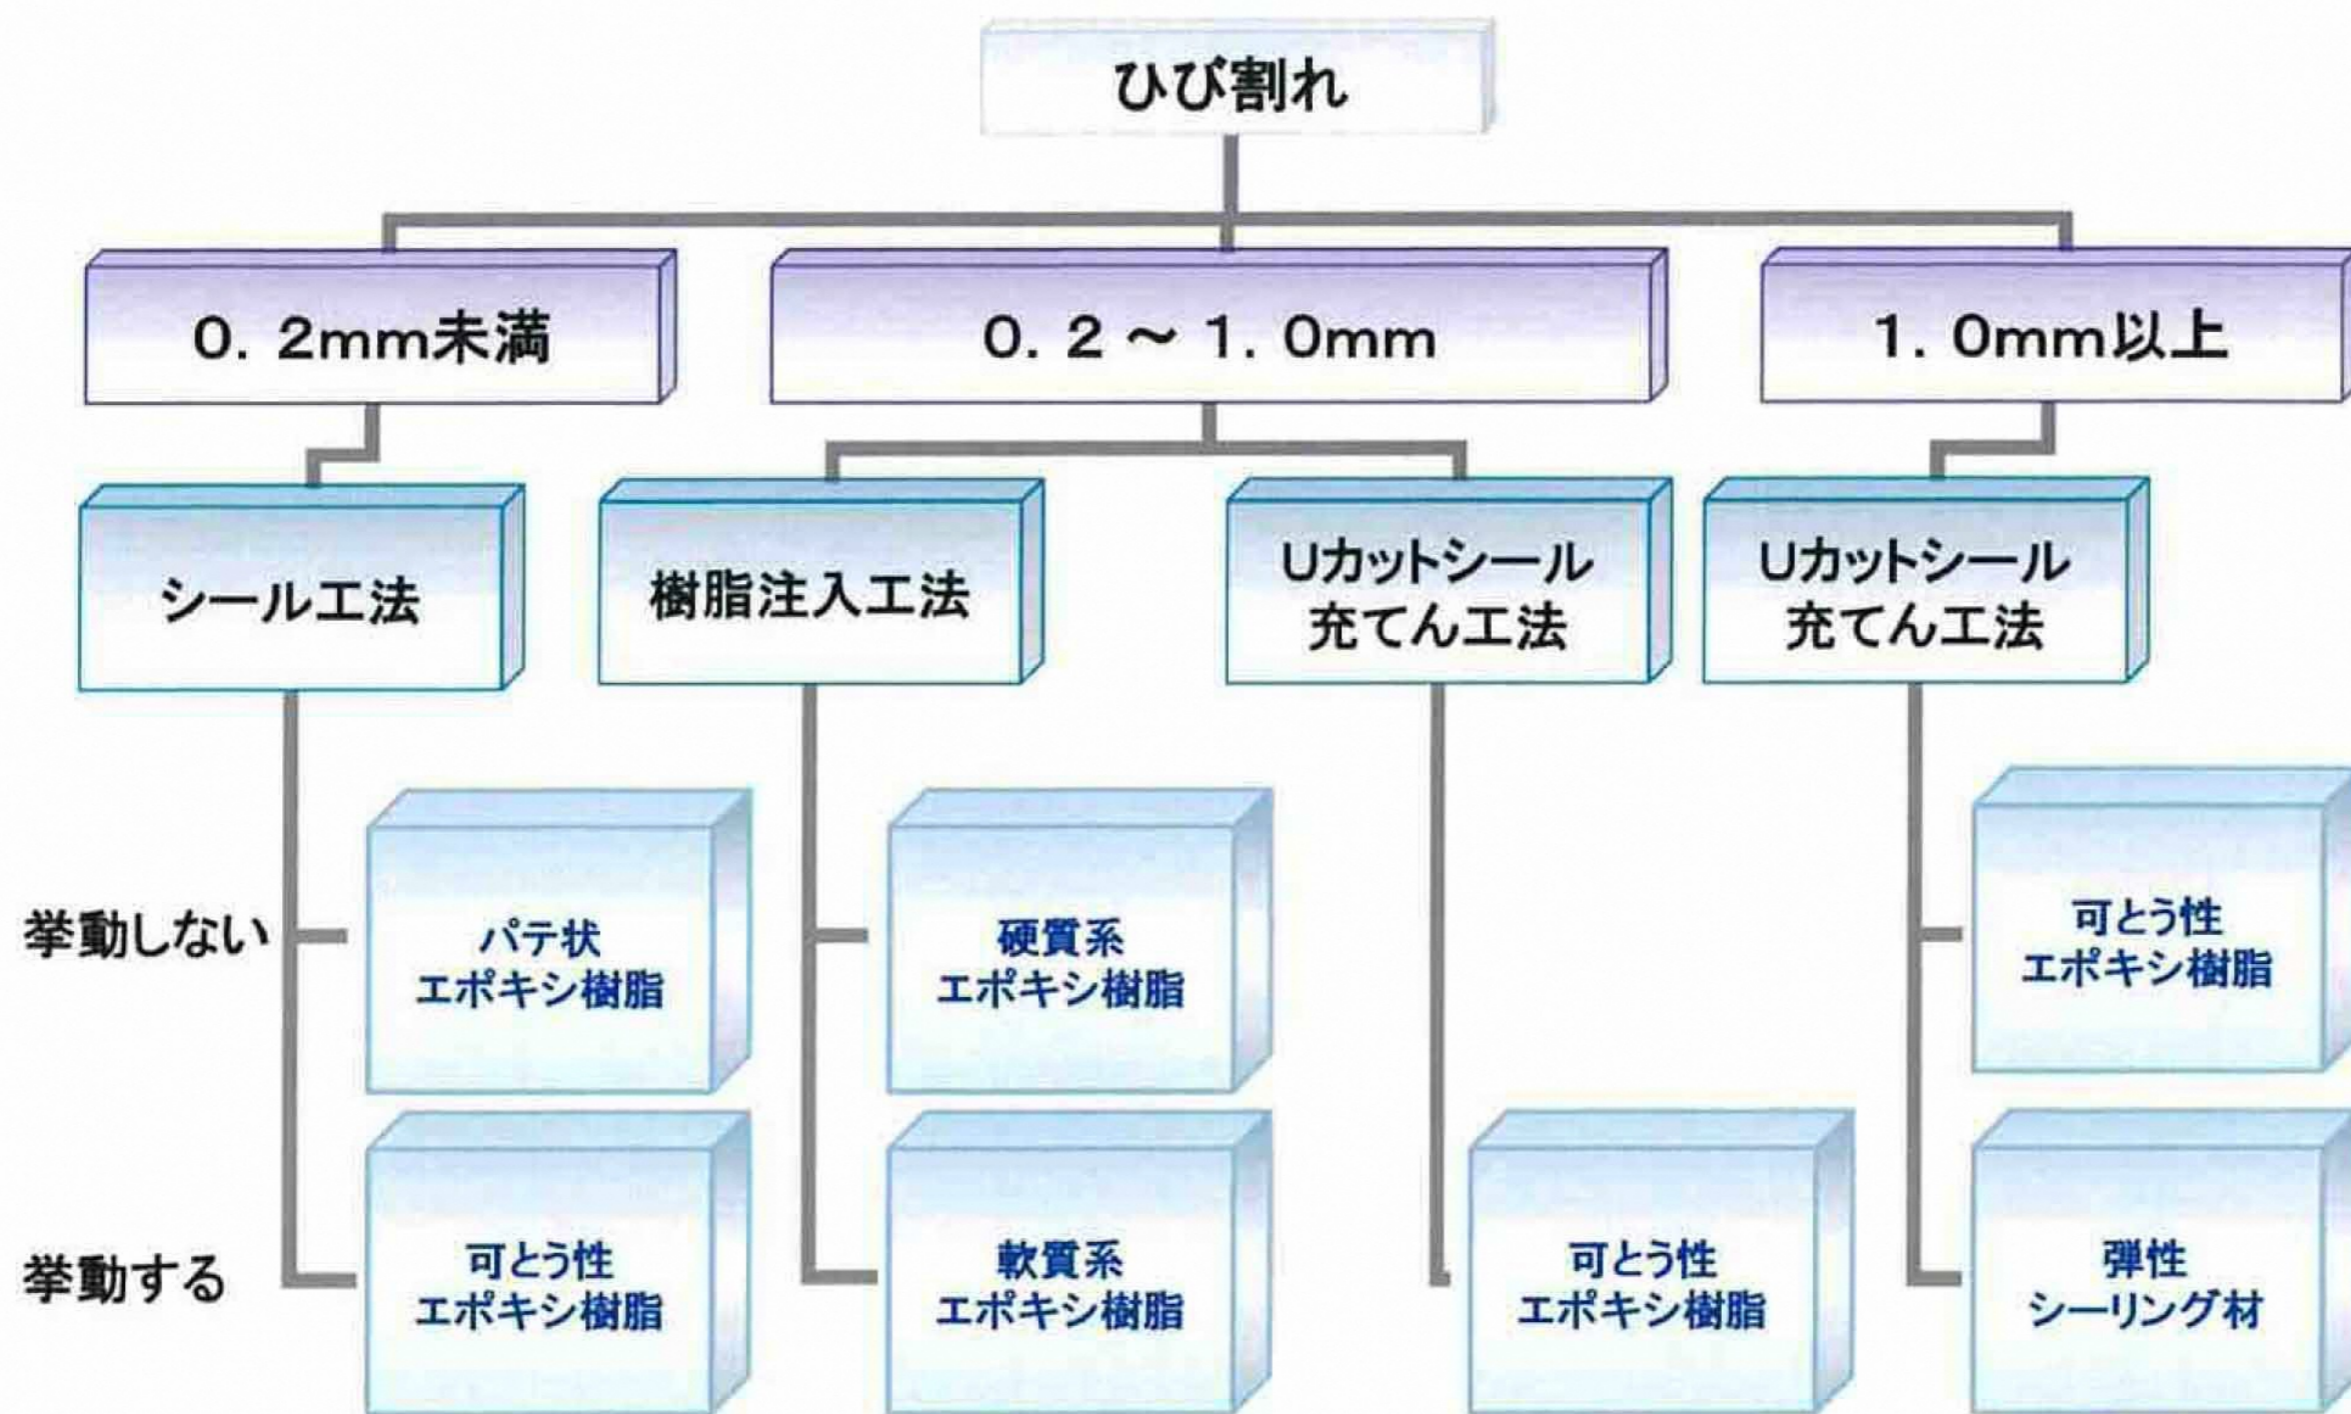 ひび割れ
0. 2mm未満
0. 2 ～ 1. 0mm
1. 0mm以上
シール工法
樹脂注入工法
Uカットシール
充てん工法
Uカットシール
充てん工法
挙動しない
パテ状
エポキシ樹脂
硬質系
エポキシ樹脂
可とう性
エポキシ樹脂
挙動する
可とう性
エポキシ樹脂
軟質系
エポキシ樹脂
可とう性
エポキシ樹脂
弾性
シーリング材